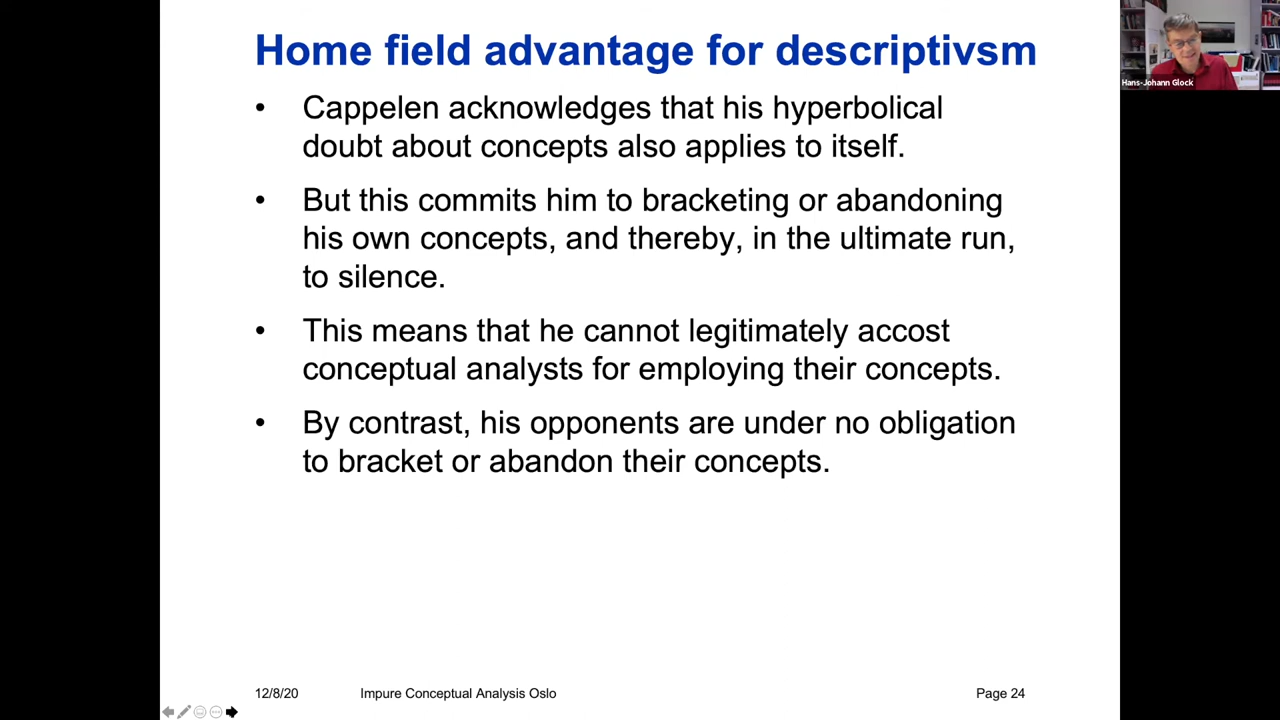 Home field advantage for descriptivsm
• Cappelen acknowledges that his hyperbolical
doubt about concepts also applies to itself.
• But this commits him to bracketing or abandoning
his own concepts, and thereby, in the ultimate run,
to silence.
• This means that he cannot legitimately accost
conceptual analysts for employing their concepts.
• By contrast, his opponents are under no obligation
to bracket or abandon their concepts.
12/8/20 Impure Conceptual Analysis Oslo Page 24
Hans-Johann Glock